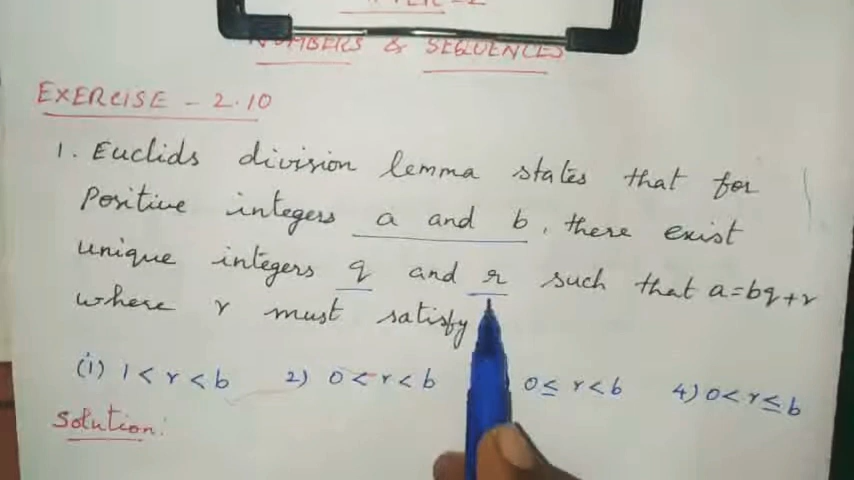 NUMBERS & SEQUENCES
EXERCISE - 2.10
1. Euclids division lemma states that for
Positive integers a and b, there exist
unique integers q and r such that a=bq+r
where r must satisfy
(i) 1 < r < b 2) 0 < r < b 0 ≤ r < b 4) 0 < r ≤ b
Solution: